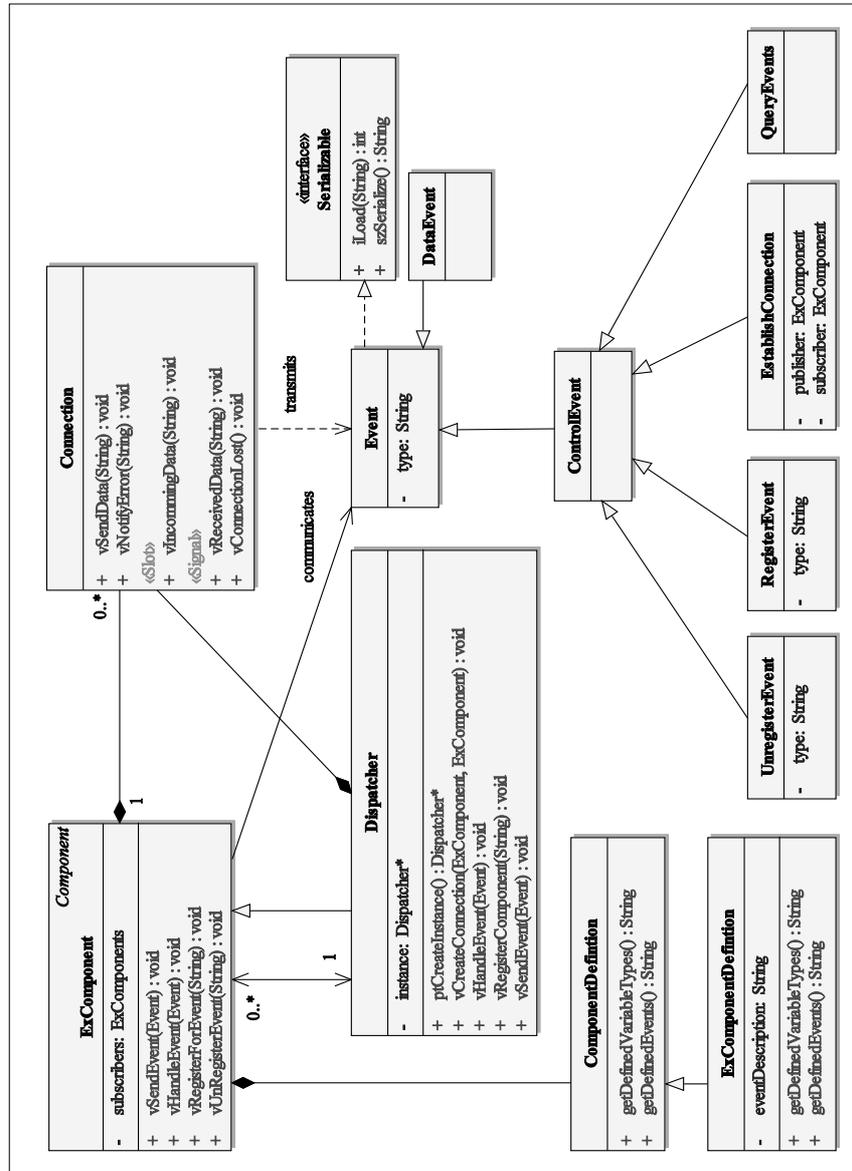 Component
ExComponent
- subscribers: ExComponents
+ vSendEvent(Event) : void
+ vHandleEvent(Event) : void
+ vRegisterForEvent(String) : void
+ vUnRegisterEvent(String) : void
1
0..*
Connection
+ vSendData(String) : void
+ vNotifyError(String) : void
«Slot»
+ vIncommingData(String) : void
«Signal»
+ vReceivedData(String) : void
+ vConnectionLost() : void
0..*
1
communicates
transmits
«interface»
Serializable
+ iLoad(String) : int
+ szSerialize() : String
Dispatcher
- instance: Dispatcher*
+ ptCreateInstance() : Dispatcher*
+ vCreateConnection(ExComponent, ExComponent) : void
+ vHandleEvent(Event) : void
+ vRegisterComponent(String) : void
+ vSendEvent(Event) : void
Event
- type: String
DataEvent
ComponentDefintion
+ getDefinedVariableTypes() : String
+ getDefinedEvents() : String
ControlEvent
ExComponentDefintion
- eventDescription: String
+ getDefinedVariableTypes() : String
+ getDefinedEvents() : String
UnregisterEvent
- type: String
RegisterEvent
- type: String
EstablishConnection
- publisher: ExComponent
- subscriber: ExComponent
QueryEvents